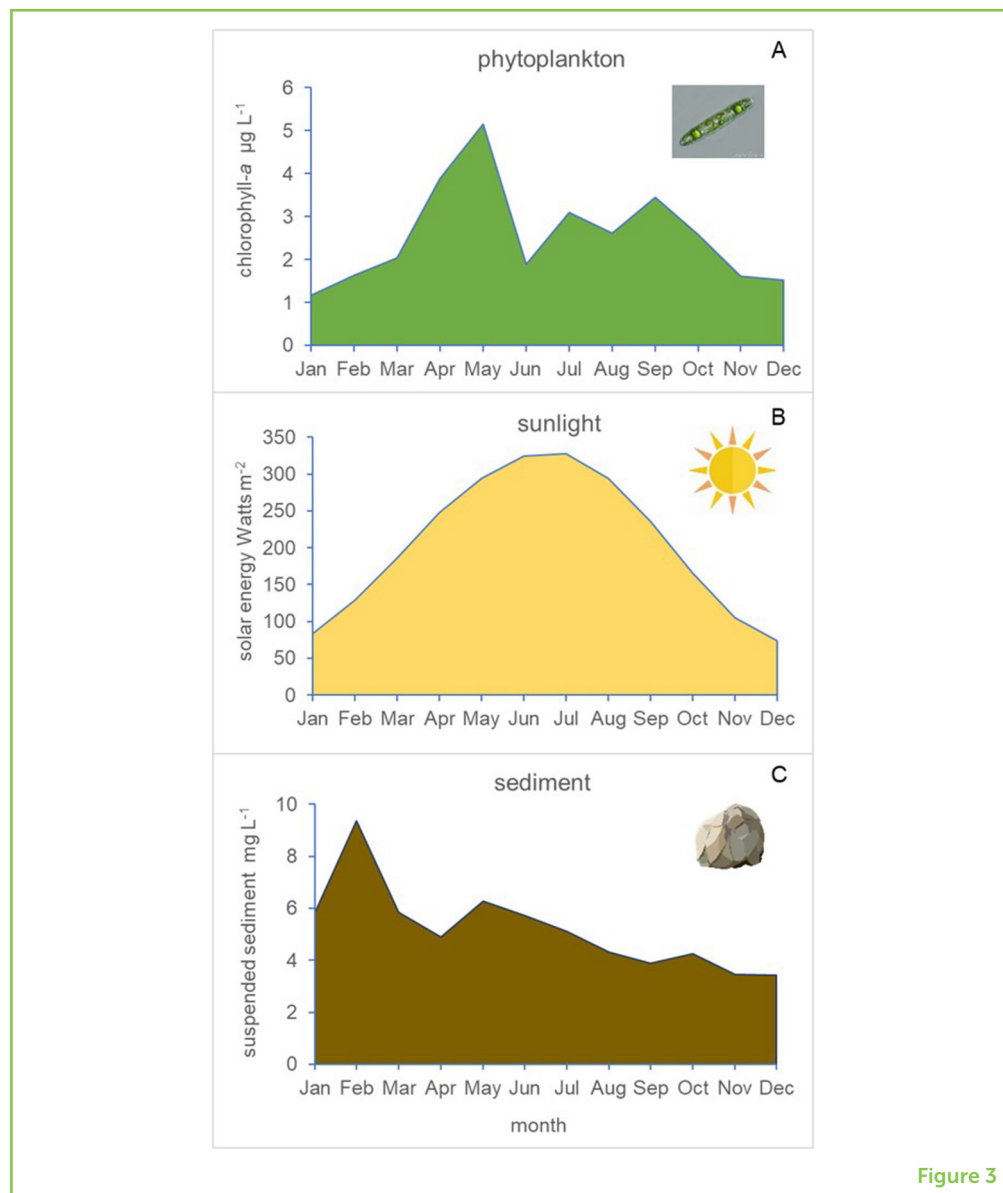 A
phytoplankton
chlorophyll-a µg L-1
6
5
4
3
2
1
0
Jan Feb Mar Apr May Jun Jul Aug Sep Oct Nov Dec
B
sunlight
solar energy Watts m-2
350
300
250
200
150
100
50
0
Jan Feb Mar Apr May Jun Jul Aug Sep Oct Nov Dec
C
sediment
suspended sediment mg L-1
10
8
6
4
2
0
Jan Feb Mar Apr May Jun Jul Aug Sep Oct Nov Dec
month
Figure 3